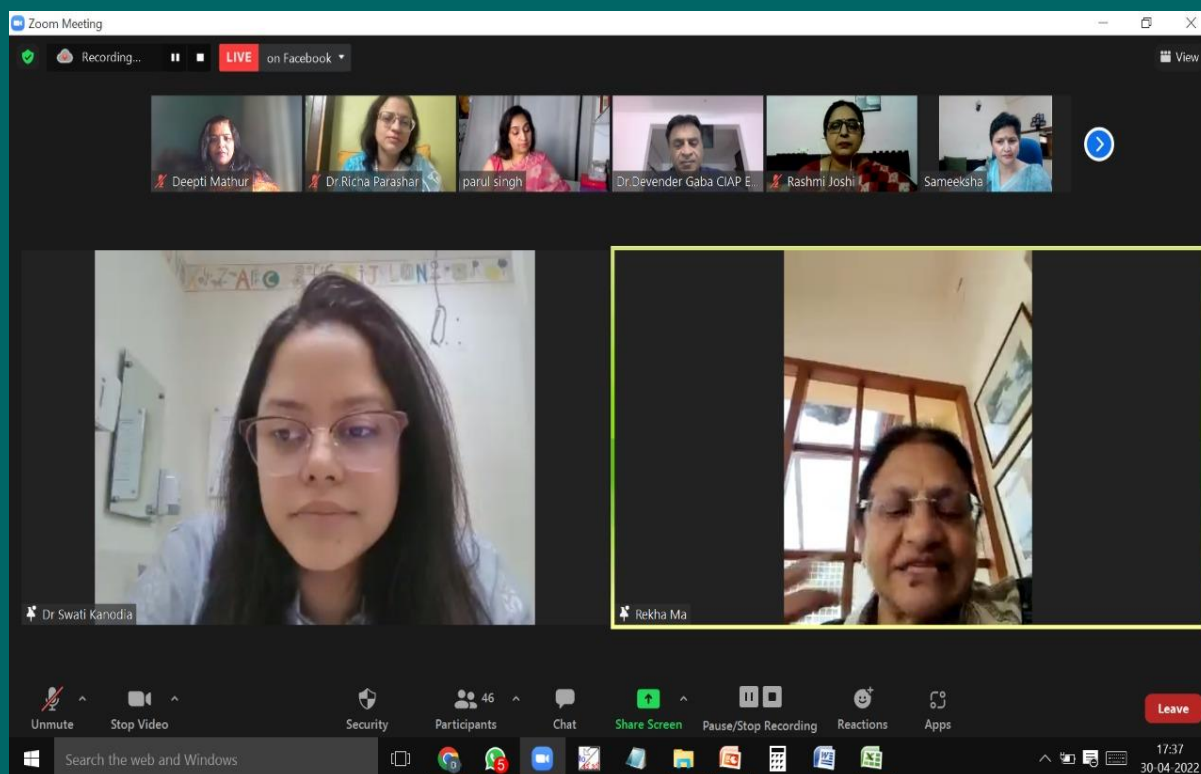 Zoom Meeting
Recording...
LIVE on Facebook
View
Deepti Mathur
Dr.Richa Parashar
parul singh
Dr.Devender Gaba CIAP E...
Rashmi Joshi
Sameeksha
Dr Swati Kanodia
Rekha Ma
Unmute
Stop Video
Security
46
Participants
Chat
Share Screen
Pause/Stop Recording
Reactions
Apps
Leave
Search the web and Windows
5
17:37
30-04-2022